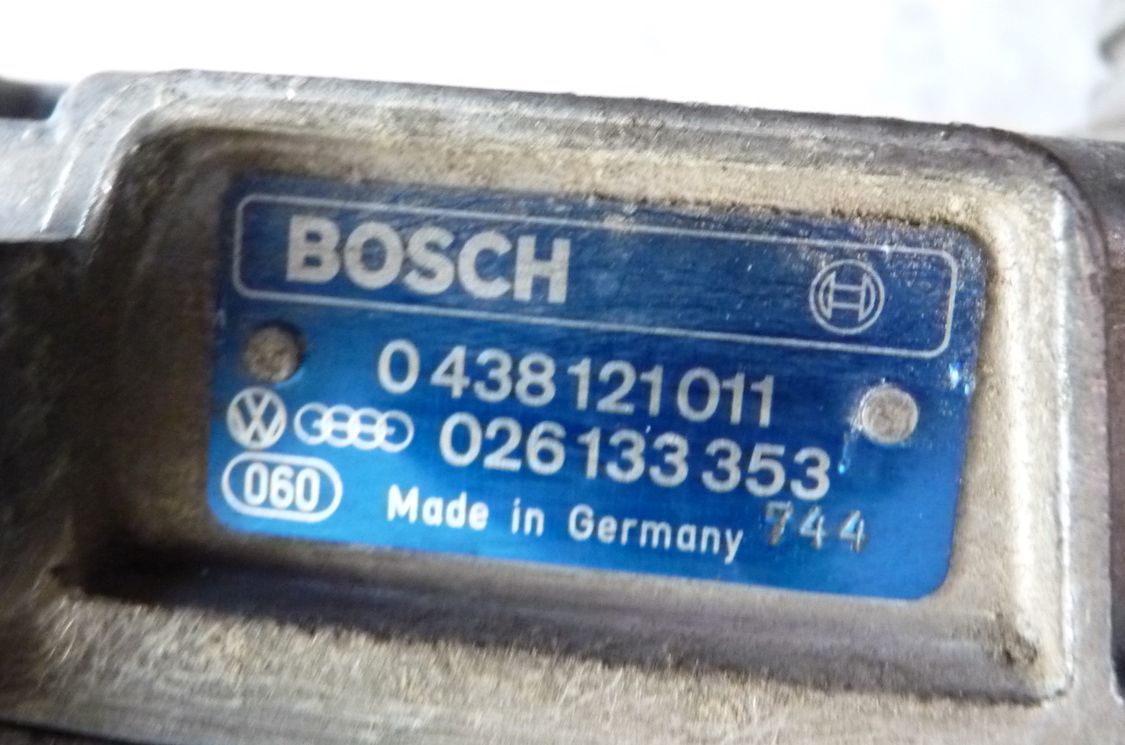 BOSCH
0 438 121 011
026 133 353
060
Made in Germany 744